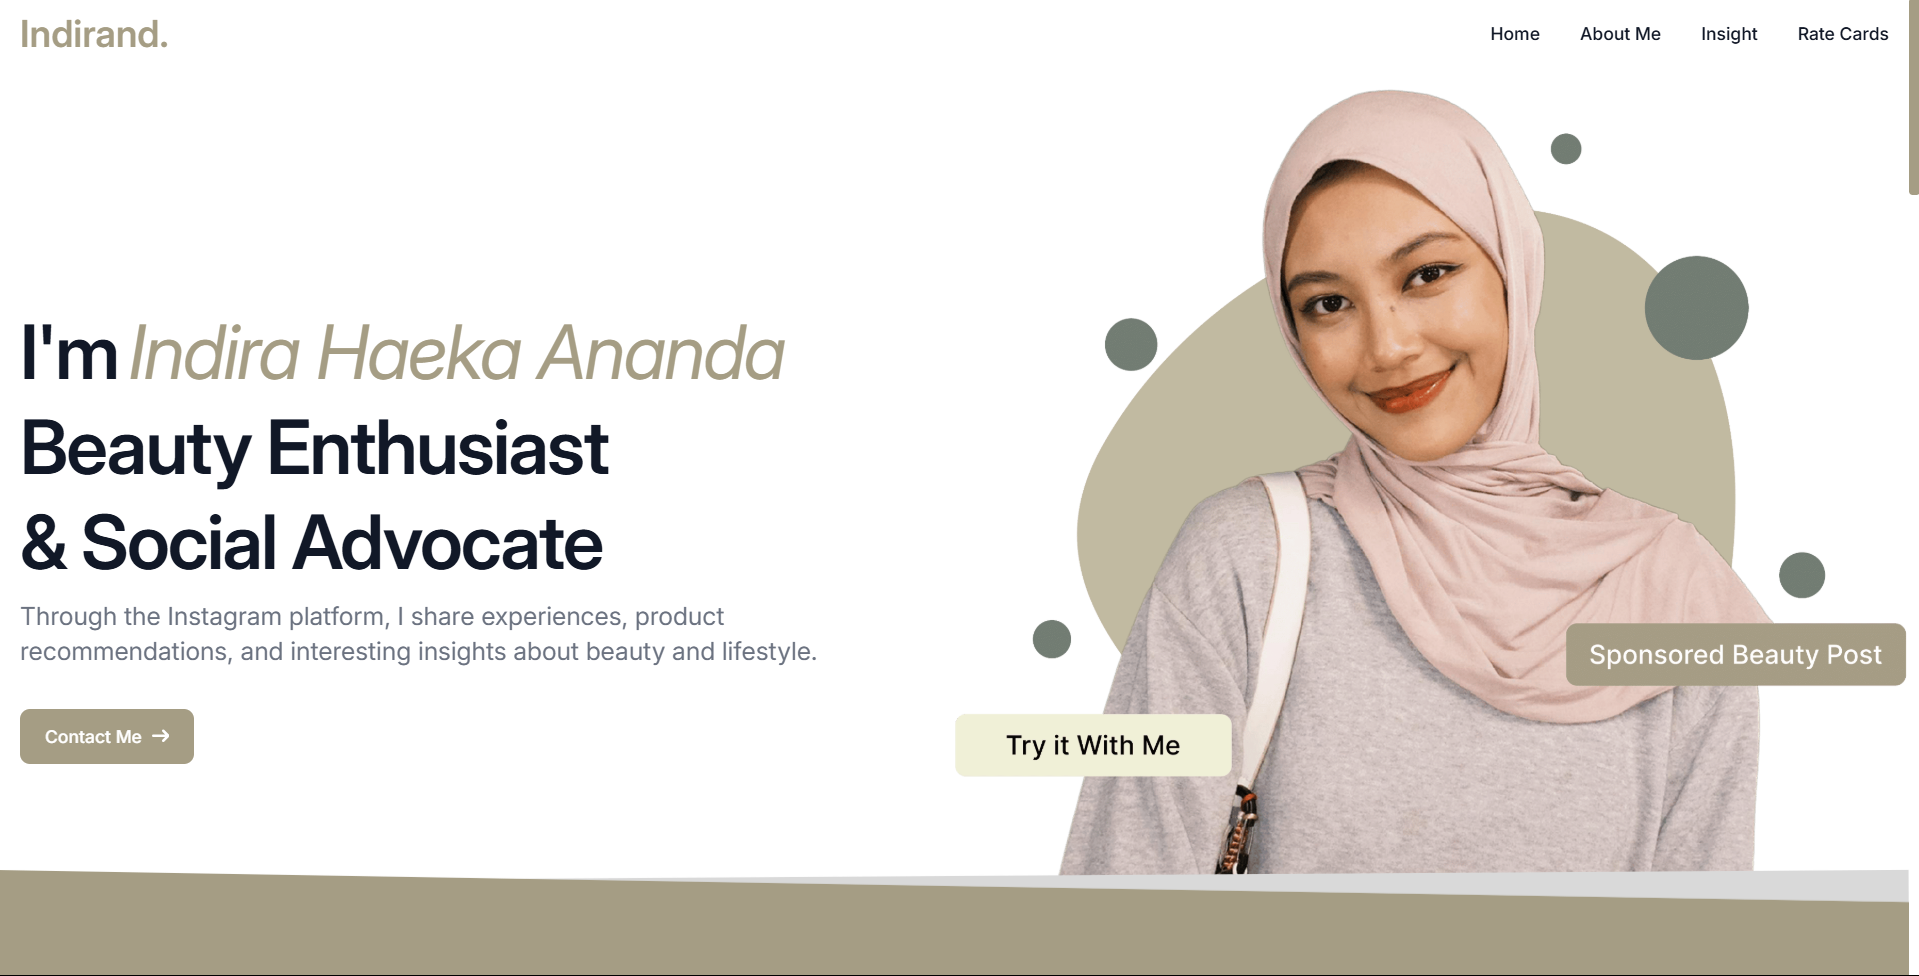 Indirand.
Home
About Me
Insight
Rate Cards
I'm Indira Haeka Ananda
Beauty Enthusiast
& Social Advocate
Through the Instagram platform, I share experiences, product
recommendations, and interesting insights about beauty and lifestyle.
Contact Me →
Sponsored Beauty Post
Try it With Me